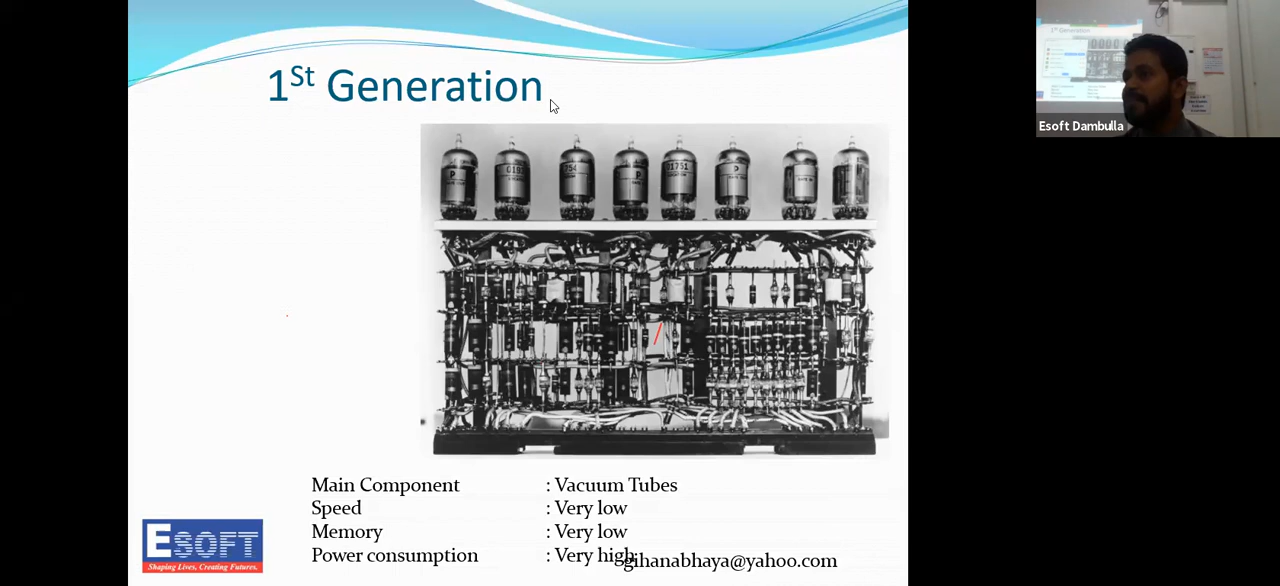 1St Generation
Main Component : Vacuum Tubes
Speed : Very low
Memory : Very low
Power consumption : Very high
gihanabhaya@yahoo.com
ESOFT
Shaping Lives, Creating Futures.
Esoft Dambulla